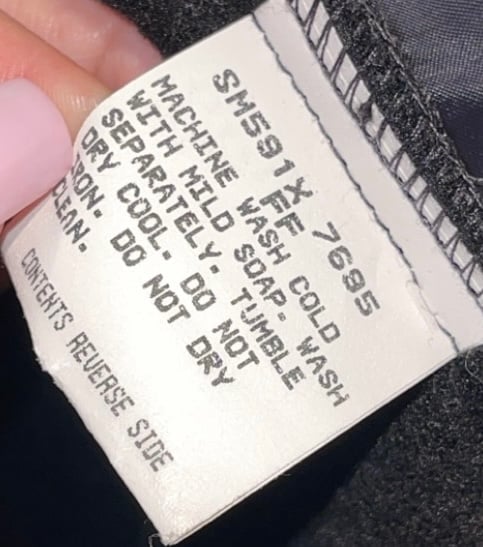 SM591X 7695
FF
MACHINE WASH COLD
WITH MILD SOAP. WASH
SEPARATELY. TUMBLE
DRY COOL. DO NOT
IRON. DO NOT DRY
CLEAN.
CONTENTS REVERSE SIDE